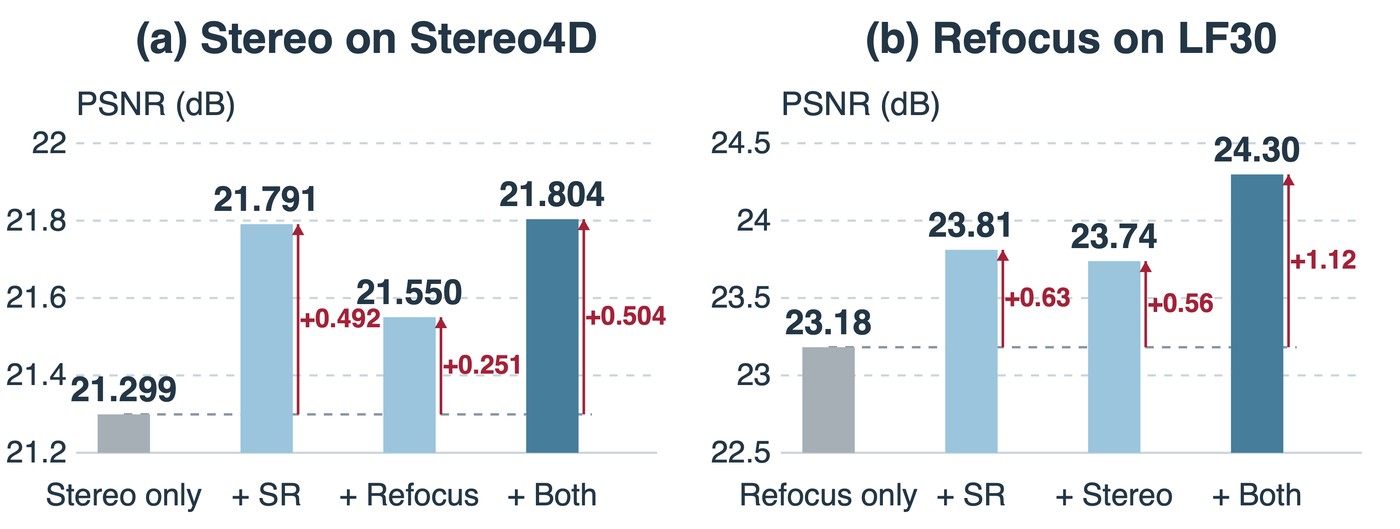 (a) Stereo on Stereo4D
PSNR (dB)
22
21.8
21.6
21.4
21.2
21.299
21.791
+0.492
21.550
+0.251
21.804
+0.504
Stereo only
+ SR
+ Refocus
+ Both
(b) Refocus on LF30
PSNR (dB)
24.5
24
23.5
23
22.5
23.18
23.81
+0.63
23.74
+0.56
24.30
+1.12
Refocus only
+ SR
+ Stereo
+ Both